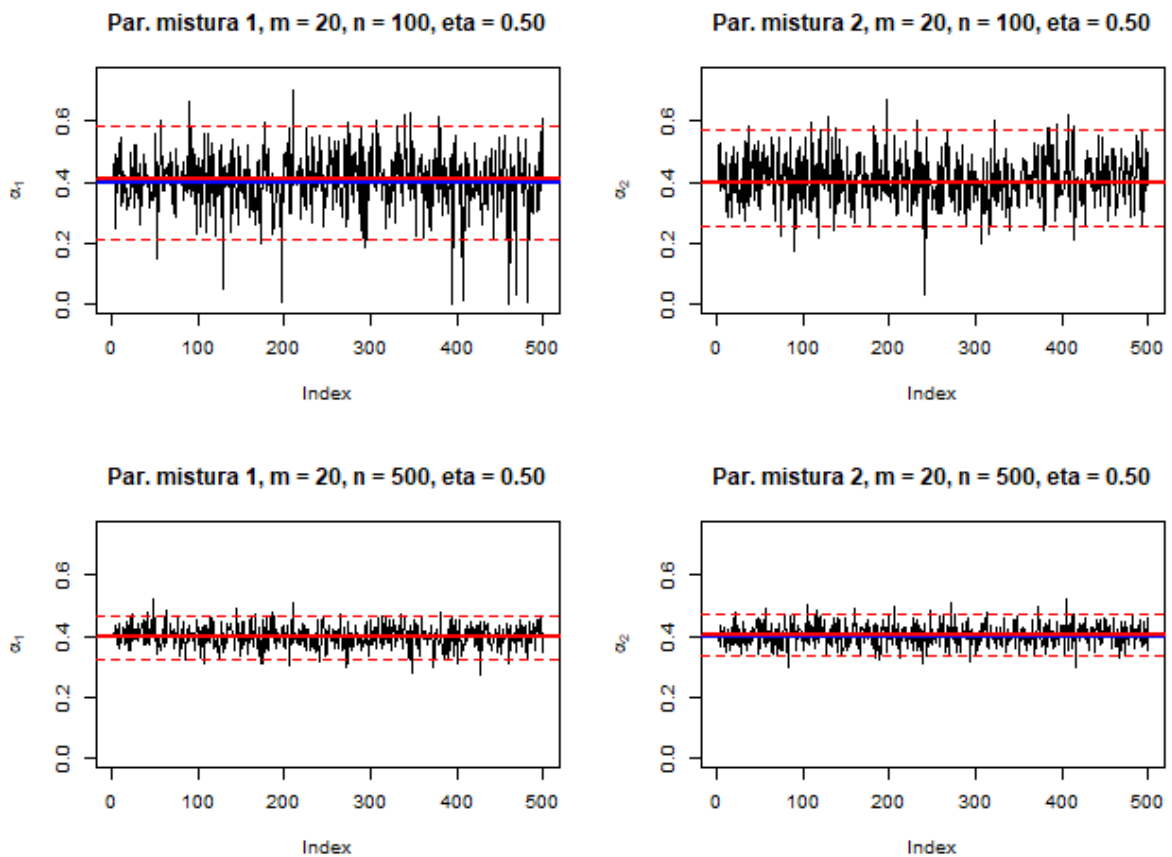 Par. mistura 1, m = 20, n = 100, eta = 0.50
α₁
0.6
0.4
0.2
0.0
0 100 200 300 400 500
Index
Par. mistura 2, m = 20, n = 100, eta = 0.50
α₂
0.6
0.4
0.2
0.0
0 100 200 300 400 500
Index
Par. mistura 1, m = 20, n = 500, eta = 0.50
α₁
0.6
0.4
0.2
0.0
0 100 200 300 400 500
Index
Par. mistura 2, m = 20, n = 500, eta = 0.50
α₂
0.6
0.4
0.2
0.0
0 100 200 300 400 500
Index